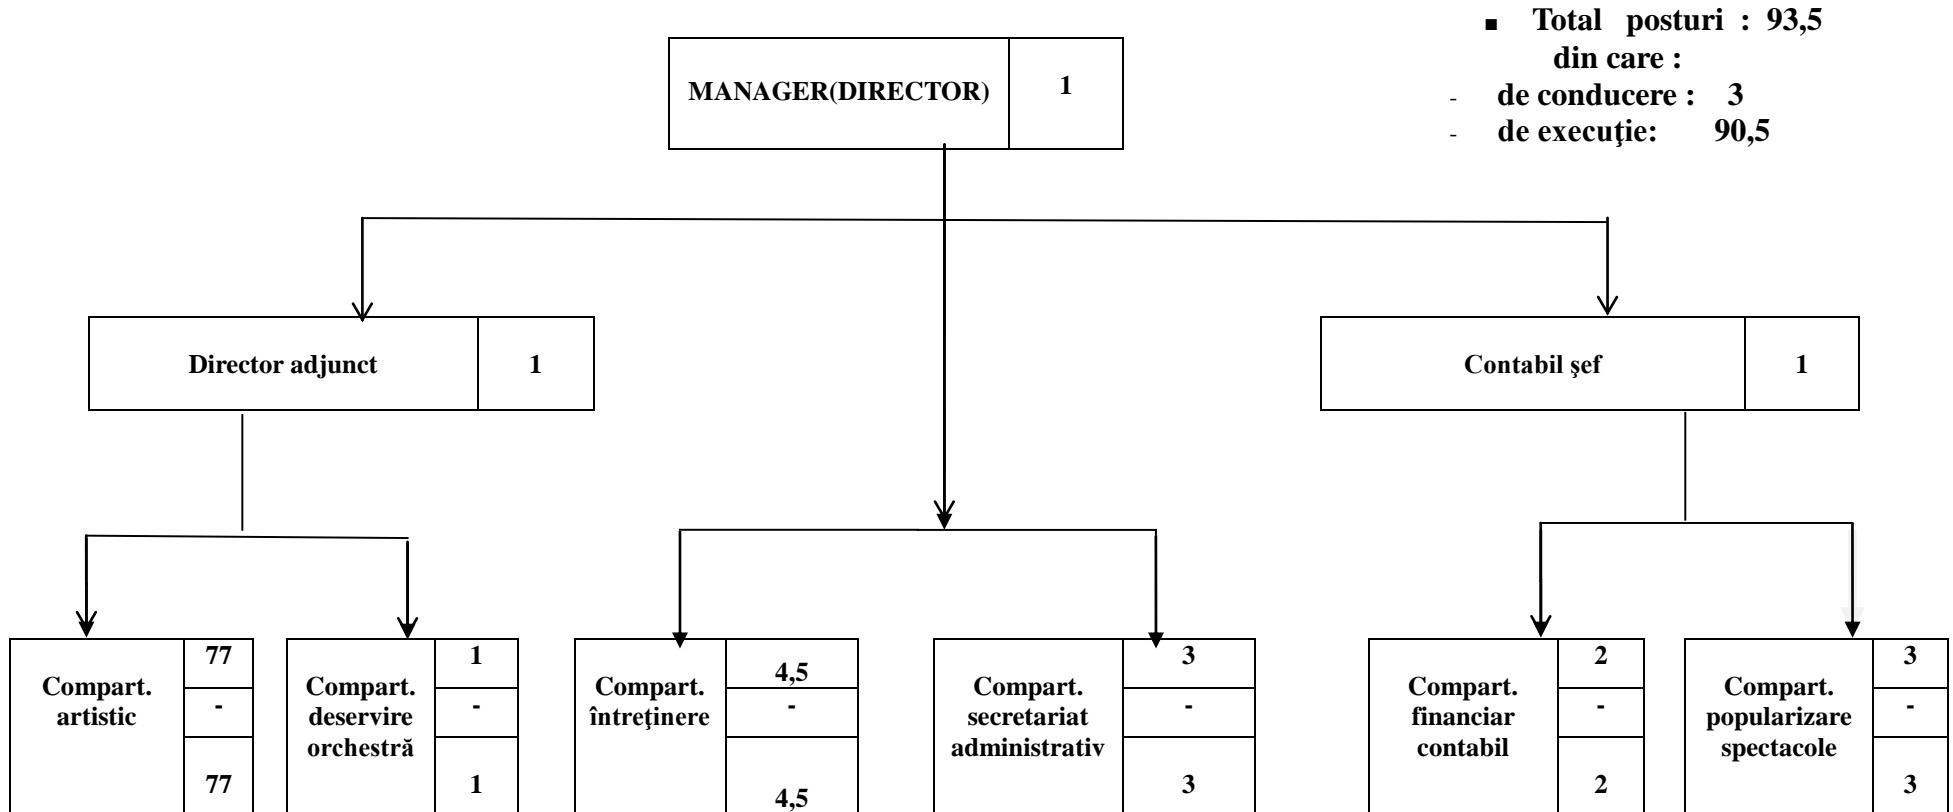 ■ Total posturi : 93,5
din care :
- de conducere : 3
- de execuţie: 90,5
MANAGER(DIRECTOR) 1
Director adjunct 1
Contabil şef 1
Compart.
artistic
77
-
77
Compart.
deservire
orchestră
1
-
1
Compart.
întreţinere
4,5
-
4,5
Compart.
secretariat
administrativ
3
-
3
Compart.
financiar
contabil
2
-
2
Compart.
popularizare
spectacole
3
-
3